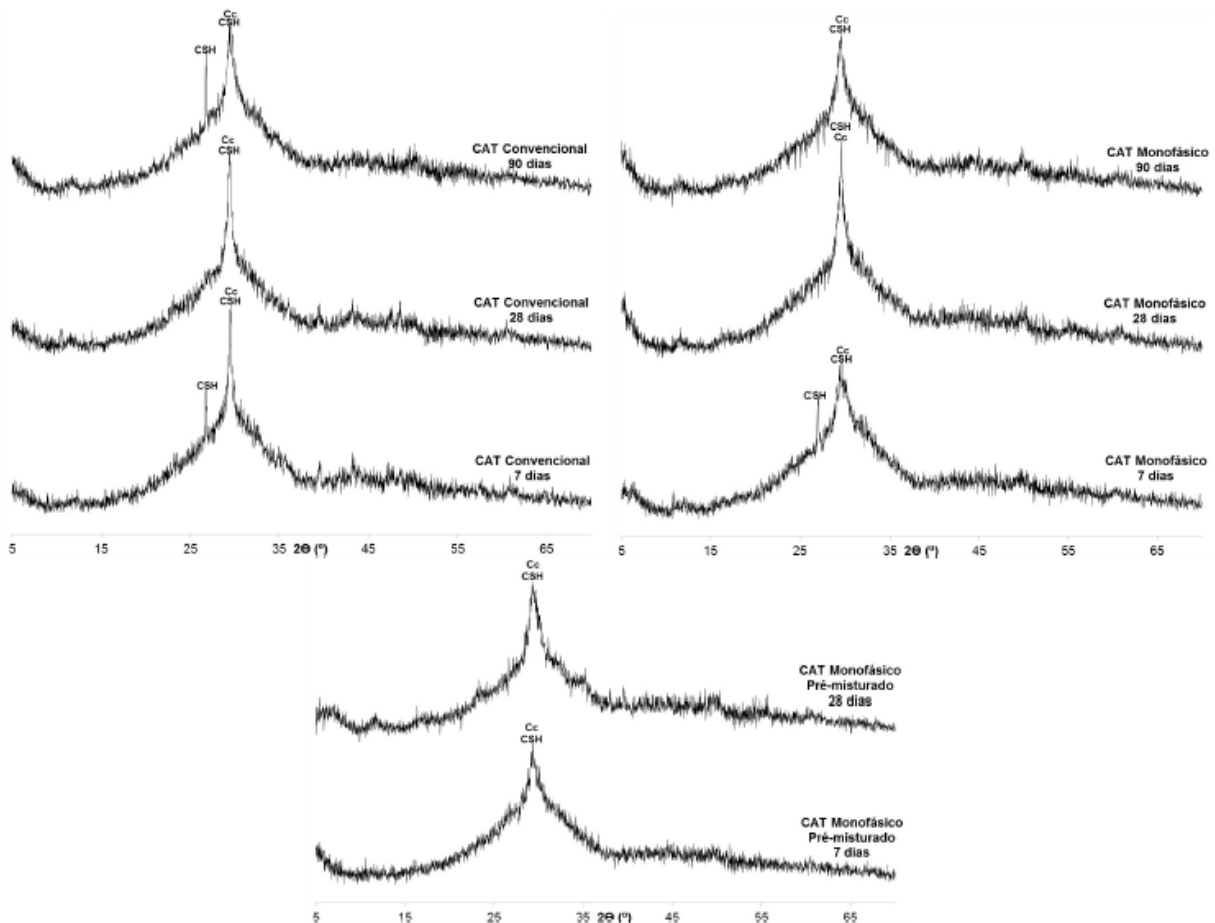 Cc
CSH
CSH
CAT Convencional
90 dias
Cc
CSH
CAT Convencional
28 dias
Cc
CSH
CSH
CAT Convencional
7 dias
5 15 25 35 2Θ (º) 45 55 65
Cc
CSH
CAT Monofásico
90 dias
CSH
Cc
CAT Monofásico
28 dias
Cc
CSH
CSH
CAT Monofásico
7 dias
5 15 25 35 2Θ (º) 45 55 65
Cc
CSH
CAT Monofásico
Pré-misturado
28 dias
Cc
CSH
CAT Monofásico
Pré-misturado
7 dias
5 15 25 35 2Θ (º) 45 55 65